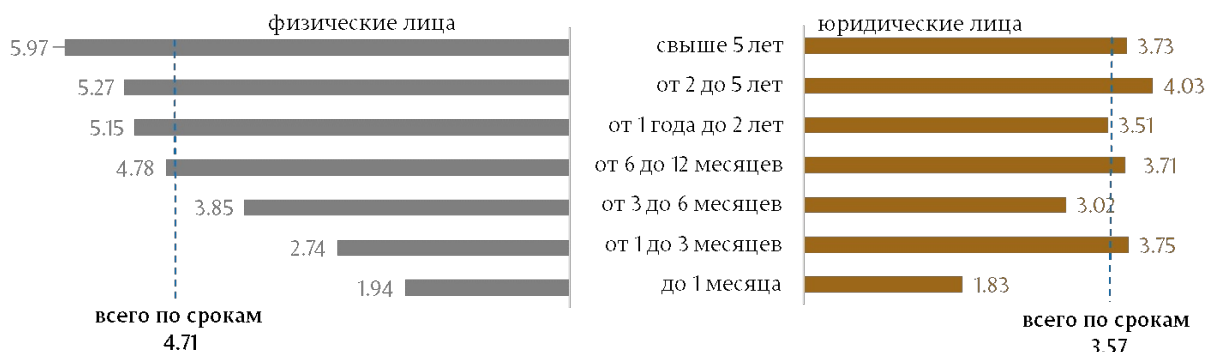 физические лица юридические лица
5.97 свыше 5 лет 3.73
5.27 от 2 до 5 лет 4.03
5.15 от 1 года до 2 лет 3.51
4.78 от 6 до 12 месяцев 3.71
3.85 от 3 до 6 месяцев 3.02
2.74 от 1 до 3 месяцев 3.75
1.94 до 1 месяца 1.83
всего по срокам всего по срокам
4.71 3.57